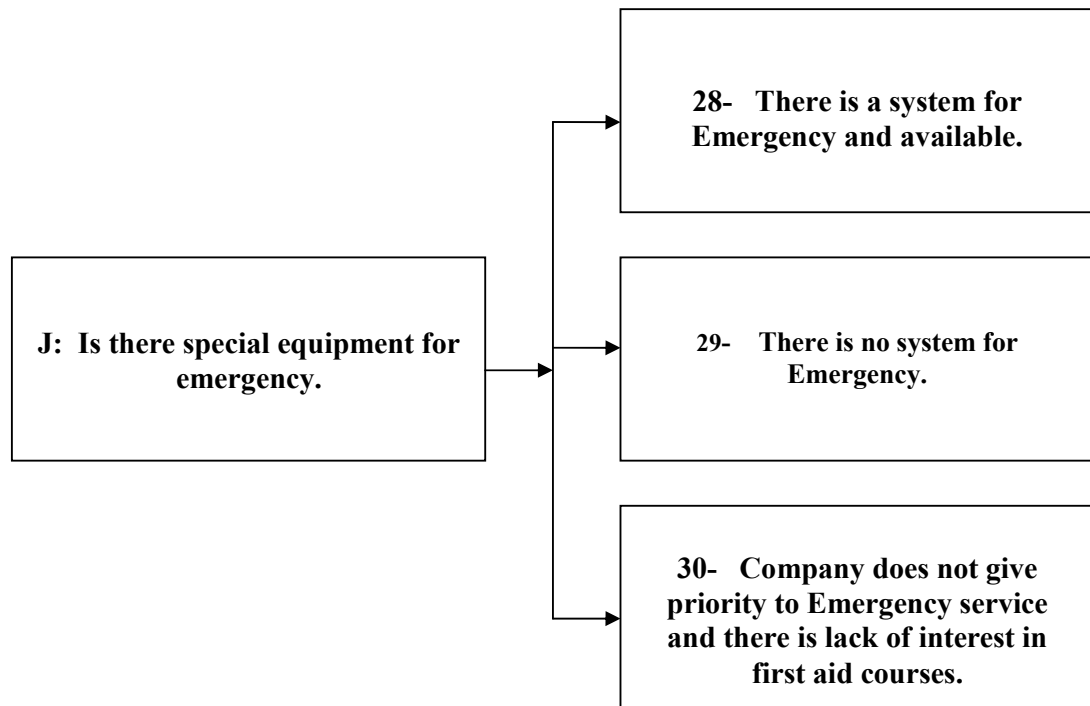 28- There is a system for
Emergency and available.
J: Is there special equipment for
emergency.
29- There is no system for
Emergency.
30- Company does not give
priority to Emergency service
and there is lack of interest in
first aid courses.